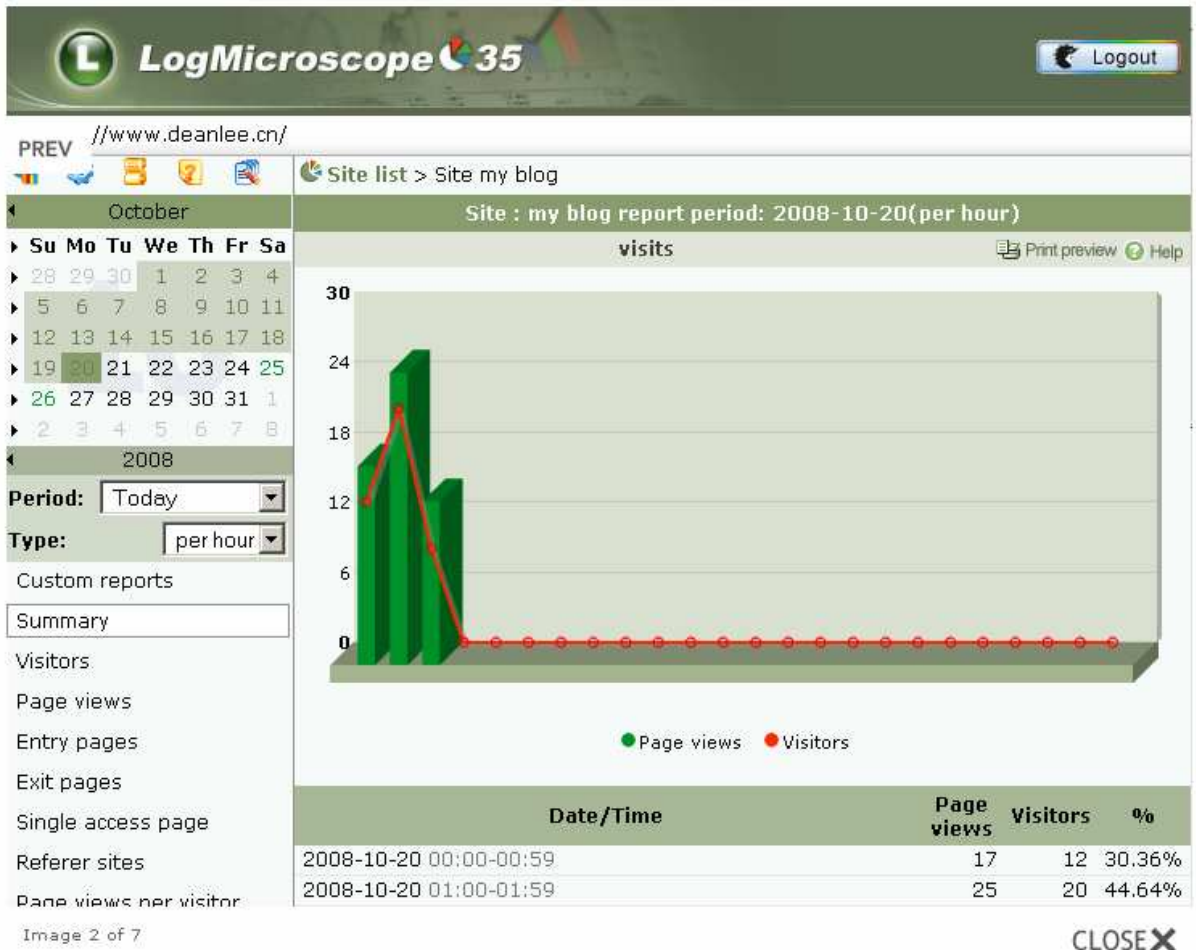 L LogMicroscope 35
Logout
PREV //www.deanlee.cn/
Site list > Site my blog
October
Site : my blog report period: 2008-10-20(per hour)
Su Mo Tu We Th Fr Sa
visits
Print preview ? Help
28 29 30 1 2 3 4
5 6 7 8 9 10 11
12 13 14 15 16 17 18
19 20 21 22 23 24 25
26 27 28 29 30 31 1
2 3 4 5 6 7 8
2008
Period: Today
Type: per hour
Custom reports
Summary
Visitors
Page views
Entry pages
Exit pages
Single access page
Referer sites
Page views per visitor
30
24
18
12
6
0
Page views Visitors
Date/Time Page views Visitors %
2008-10-20 00:00-00:59 17 12 30.36%
2008-10-20 01:00-01:59 25 20 44.64%
Image 2 of 7
CLOSE X